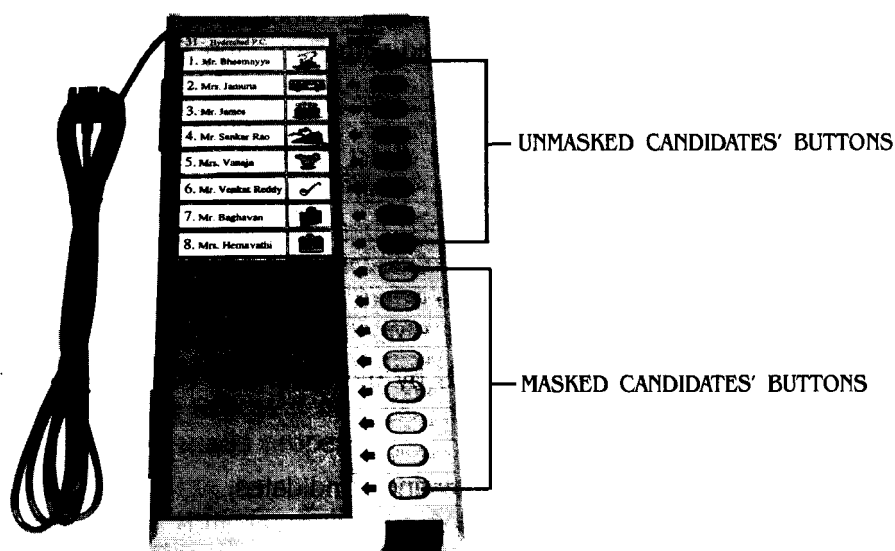 31 - Hyderabad P.C.
1. Mr. Bheemayya
2. Mrs. Jamuna
3. Mr. James
4. Mr. Sankar Rao
5. Mrs. Vanaja
6. Mr. Venkat Reddy
7. Mr. Baghavan
8. Mrs. Hemavathi
UNMASKED CANDIDATES' BUTTONS
MASKED CANDIDATES' BUTTONS